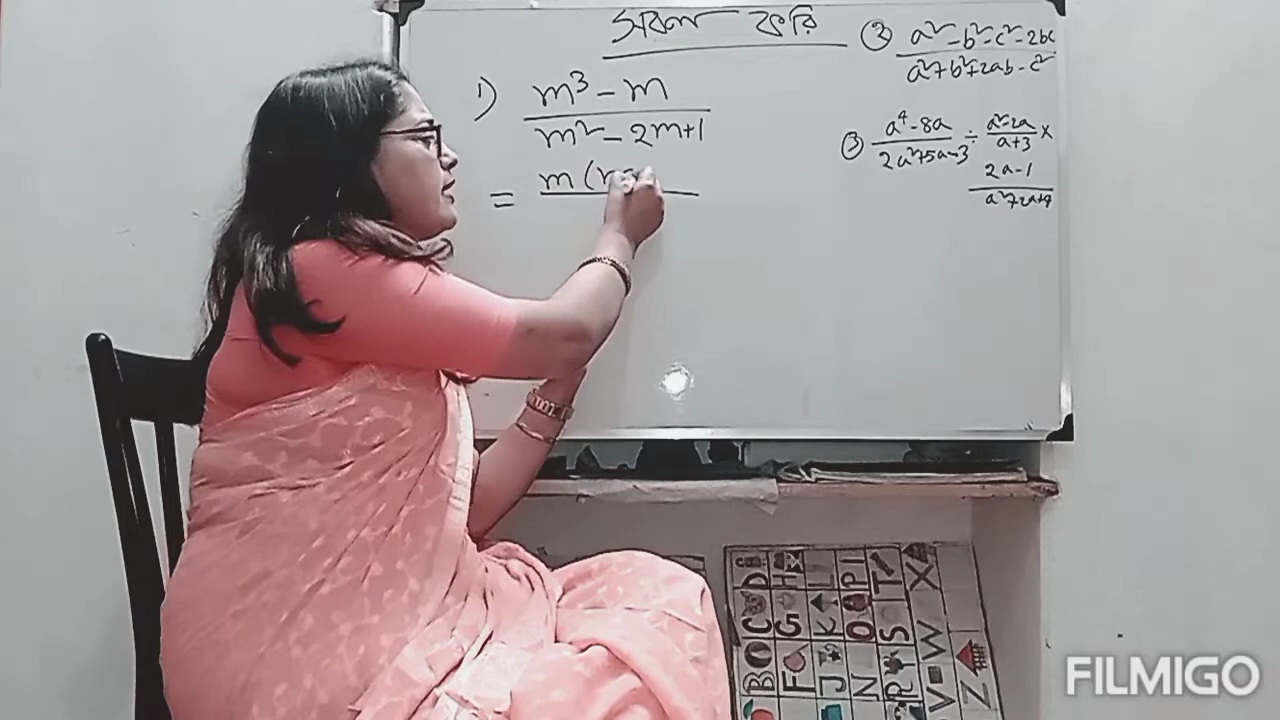 সরল করি
১) m³ - m
m² - 2m+1
= m (
② a² - b² - c² - 2bc
a² + b² + 2ab - c²
③ a⁴ - 8a ÷ a² - 2a ×
2a² + 5a - 3 a + 3
2a - 1
a² + 2a + 4
B C D
F G H
J K L
N O P
R S T
V W X
Z
FILMIGO